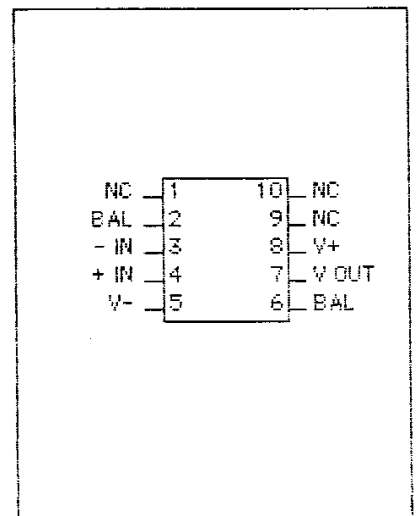 NC 1 10 NC
BAL 2 9 NC
- IN 3 8 V+
+ IN 4 7 V OUT
V- 5 6 BAL